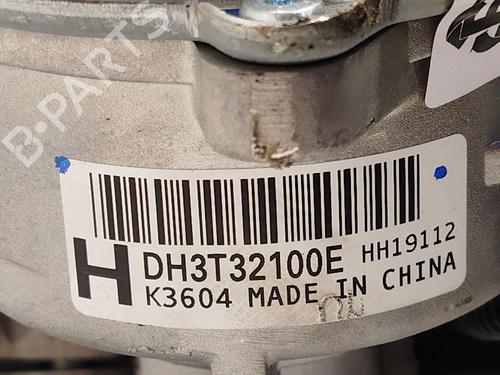 B-PARTS
H DH3T32100E HH19112
K3604 MADE IN CHINA